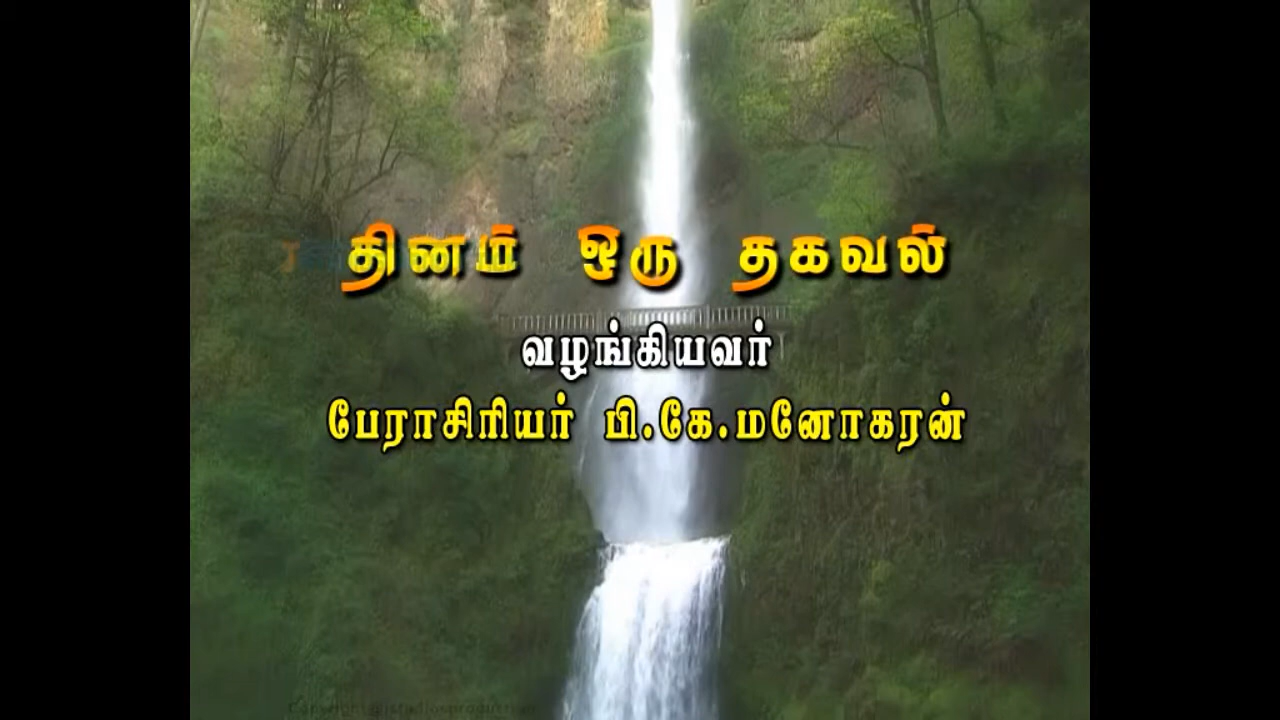 தினம் ஒரு தகவல்
வழங்கியவர்
பேராசிரியர் பி.கே.மனோகரன்